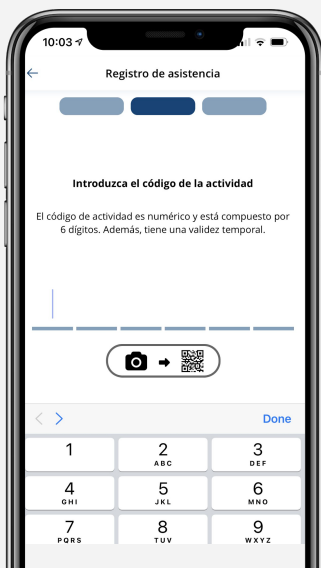 10:03
Registro de asistencia
Introduzca el código de la actividad
El código de actividad es numérico y está compuesto por
6 dígitos. Además, tiene una validez temporal.
Done
1
2
ABC
3
DEF
4
GHI
5
JKL
6
MNO
7
PQRS
8
TUV
9
WXYZ